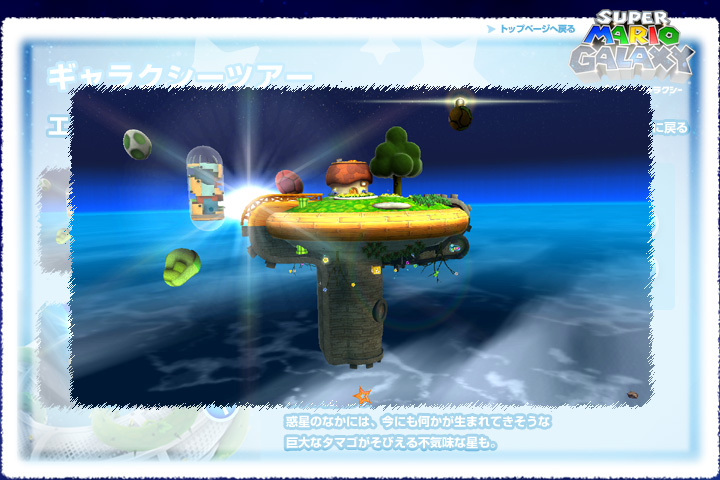 トップページへ戻る
SUPER
MARIO
GALAXY
ギャラクシーツアー
に戻る
惑星のなかには、今にも何かが生まれてきそうな
巨大なタマゴがそびえる不気味な星も。